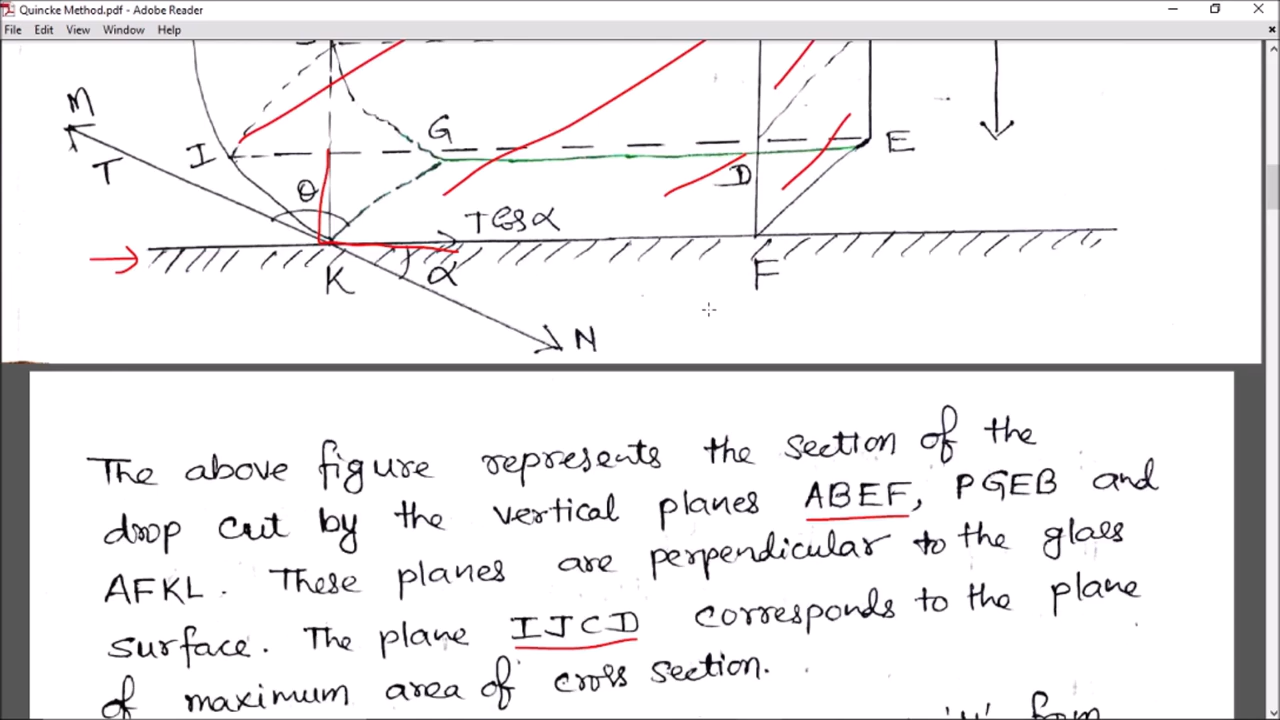 Quincke Method.pdf - Adobe Reader
File Edit View Window Help
M
T
I
G
E
D
θ
T Cosα
K
α
F
N
The above figure represents the section of the
drop cut by the vertical planes ABEF, PGEB and
AFKL. These planes are perpendicular to the glass
surface. The plane IJCD corresponds to the plane
of maximum area of cross section.
'y' from